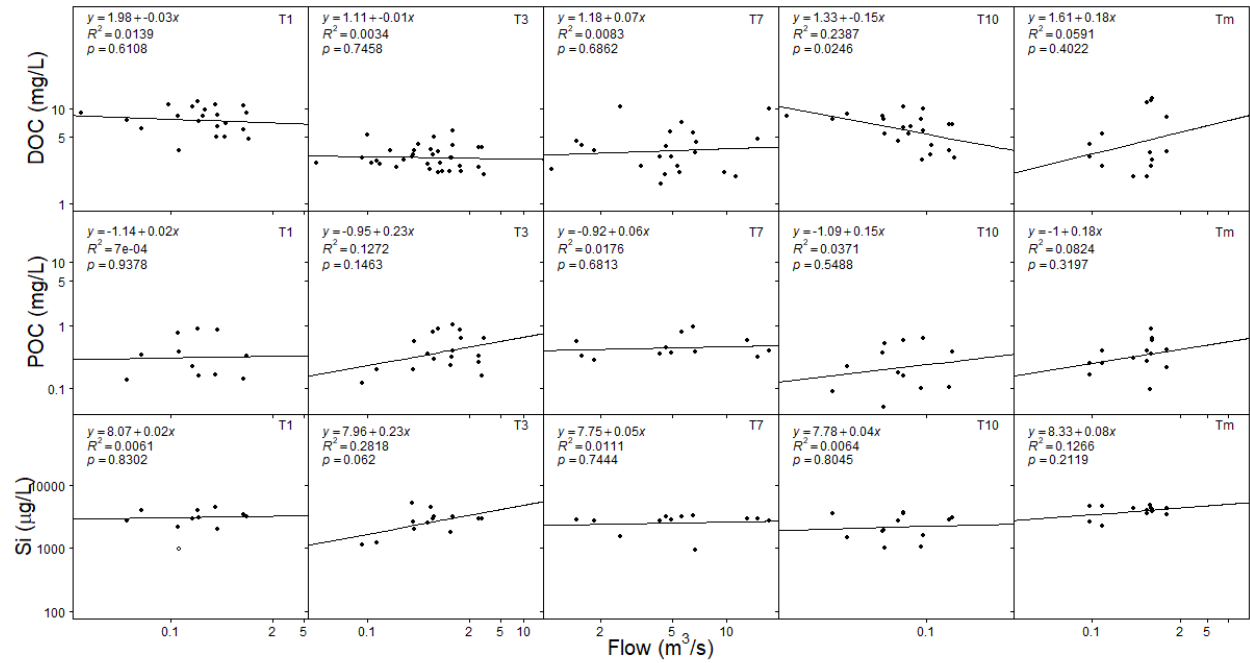 y = 1.98 + -0.03x
R² = 0.0139
p = 0.6108
T1
y = 1.11 + -0.01x
R² = 0.0034
p = 0.7458
T3
y = 1.18 + 0.07x
R² = 0.0083
p = 0.6862
T7
y = 1.33 + -0.15x
R² = 0.2387
p = 0.0246
T10
y = 1.61 + 0.18x
R² = 0.0591
p = 0.4022
Tm
DOC (mg/L)
10
5
1
y = -1.14 + 0.02x
R² = 7e-04
p = 0.9378
T1
y = -0.95 + 0.23x
R² = 0.1272
p = 0.1463
T3
y = -0.92 + 0.06x
R² = 0.0176
p = 0.6813
T7
y = -1.09 + 0.15x
R² = 0.0371
p = 0.5488
T10
y = -1 + 0.18x
R² = 0.0824
p = 0.3197
Tm
POC (mg/L)
10
5
1
0.1
y = 8.07 + 0.02x
R² = 0.0061
p = 0.8302
T1
y = 7.96 + 0.23x
R² = 0.2818
p = 0.062
T3
y = 7.75 + 0.05x
R² = 0.0111
p = 0.7444
T7
y = 7.78 + 0.04x
R² = 0.0064
p = 0.8045
T10
y = 8.33 + 0.08x
R² = 0.1266
p = 0.2119
Tm
Si (µg/L)
10000
1000
100
0.1 2 5
0.1 5 10
2 5 10
0.1
0.1 2 5
Flow (m³/s)